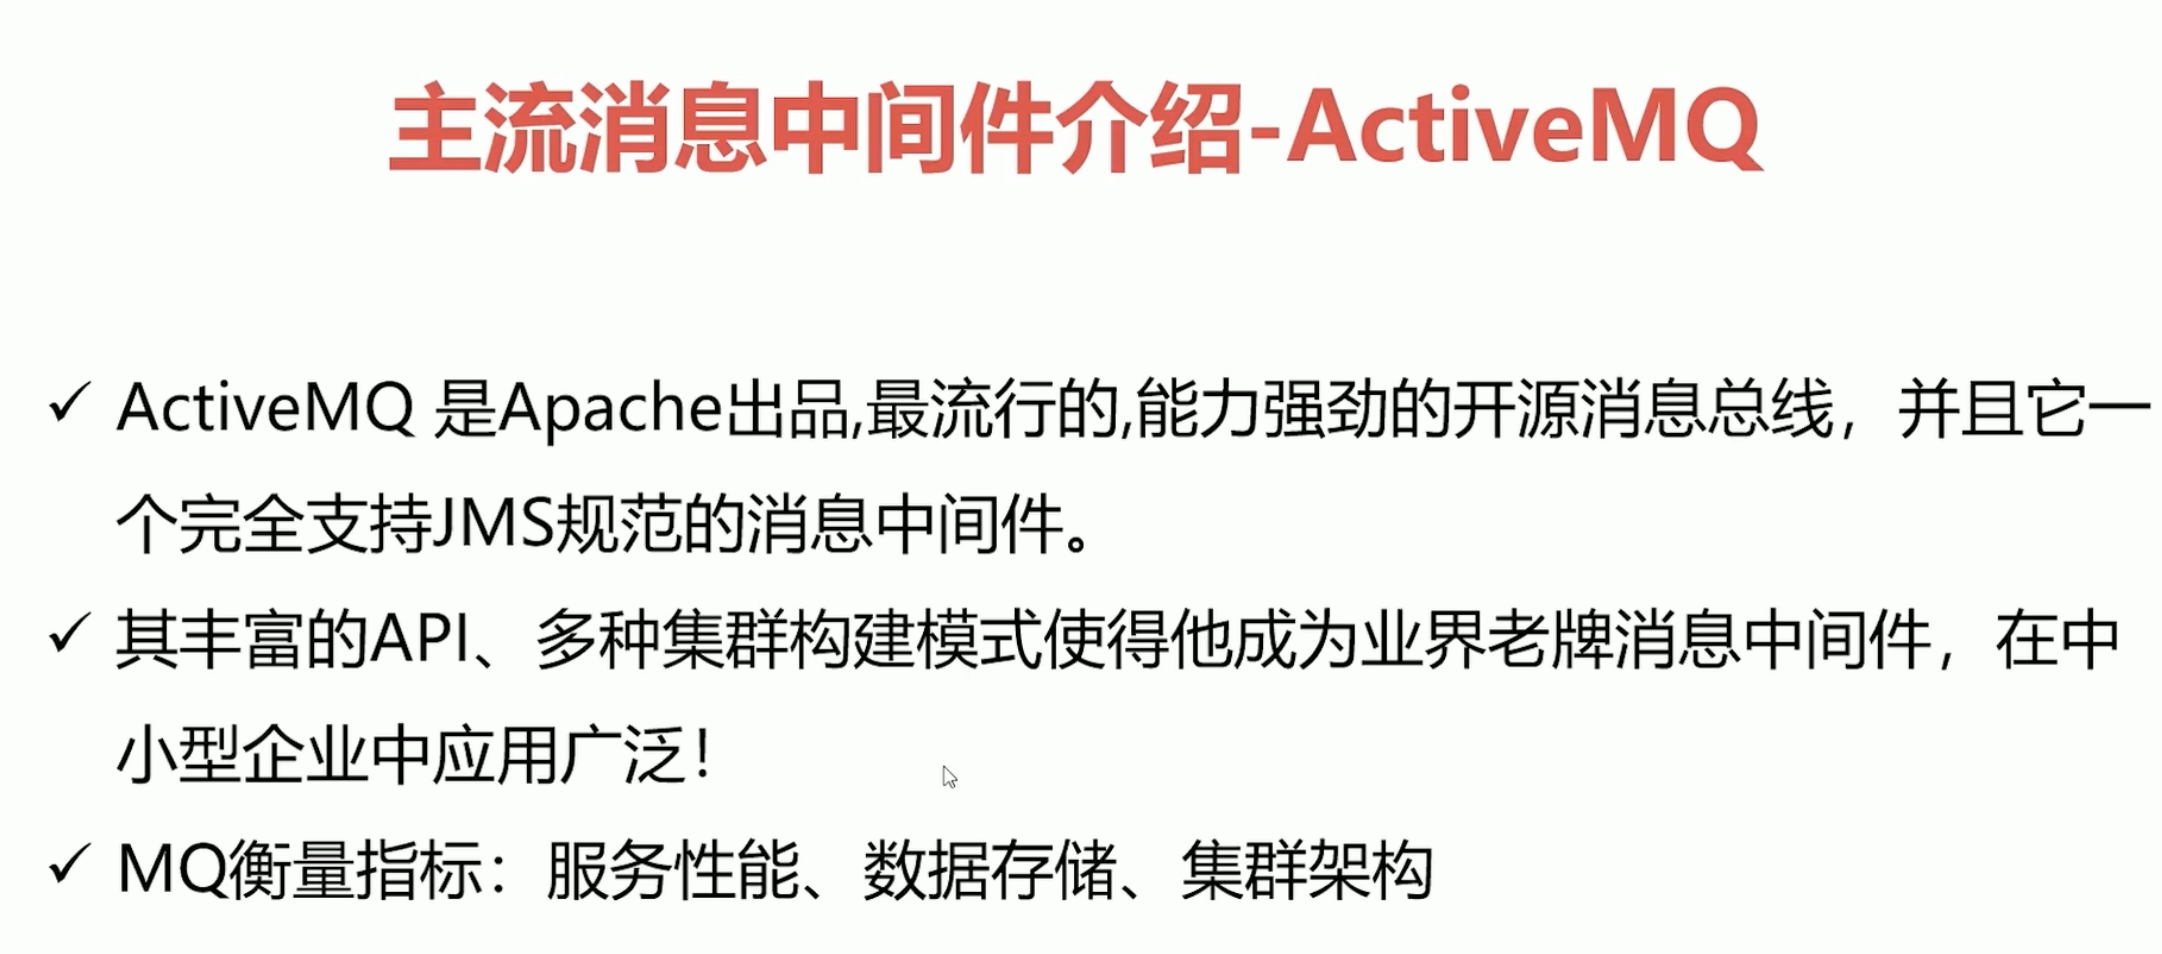 主流消息中间件介绍-ActiveMQ
✓ ActiveMQ 是Apache出品,最流行的,能力强劲的开源消息总线，并且它一
个完全支持JMS规范的消息中间件。
✓ 其丰富的API、多种集群构建模式使得他成为业界老牌消息中间件，在中
小型企业中应用广泛！
✓ MQ衡量指标：服务性能、数据存储、集群架构